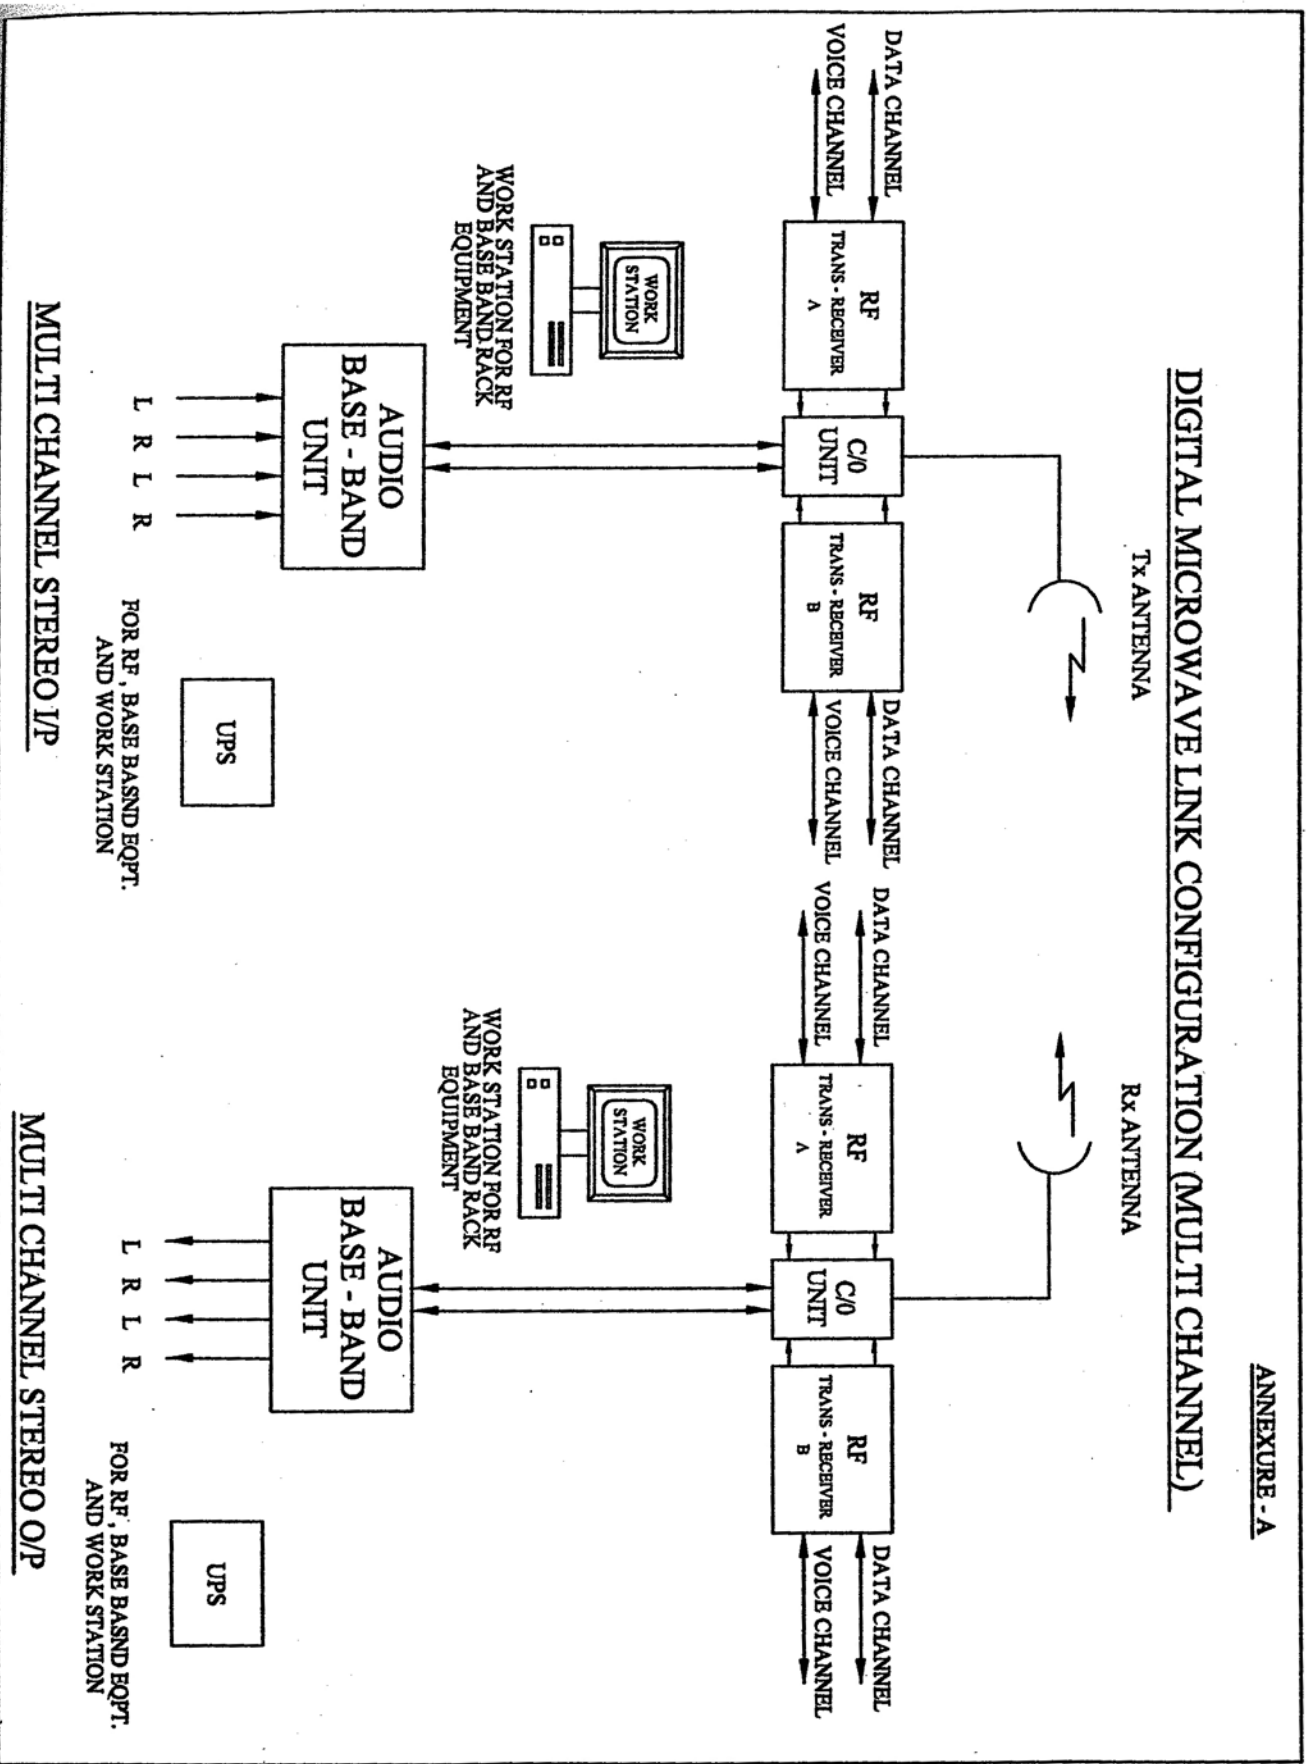 ANNEXURE - A
DIGITAL MICROWAVE LINK CONFIGURATION (MULTI CHANNEL)
Tx ANTENNA
Rx ANTENNA
DATA CHANNEL
VOICE CHANNEL
RF
TRANS - RECEIVER
A
C/0
UNIT
RF
TRANS - RECEIVER
B
DATA CHANNEL
VOICE CHANNEL
DATA CHANNEL
VOICE CHANNEL
RF
TRANS - RECEIVER
A
C/0
UNIT
RF
TRANS - RECEIVER
B
DATA CHANNEL
VOICE CHANNEL
WORK
STATION
WORK STATION FOR RF
AND BASE BAND RACK
EQUIPMENT
WORK
STATION
WORK STATION FOR RF
AND BASE BAND RACK
EQUIPMENT
AUDIO
BASE - BAND
UNIT
AUDIO
BASE - BAND
UNIT
UPS
UPS
L R L R
FOR RF , BASE BASND EQPT.
AND WORK STATION
L R L R
FOR RF , BASE BASND EQPT.
AND WORK STATION
MULTI CHANNEL STEREO I/P
MULTI CHANNEL STEREO O/P